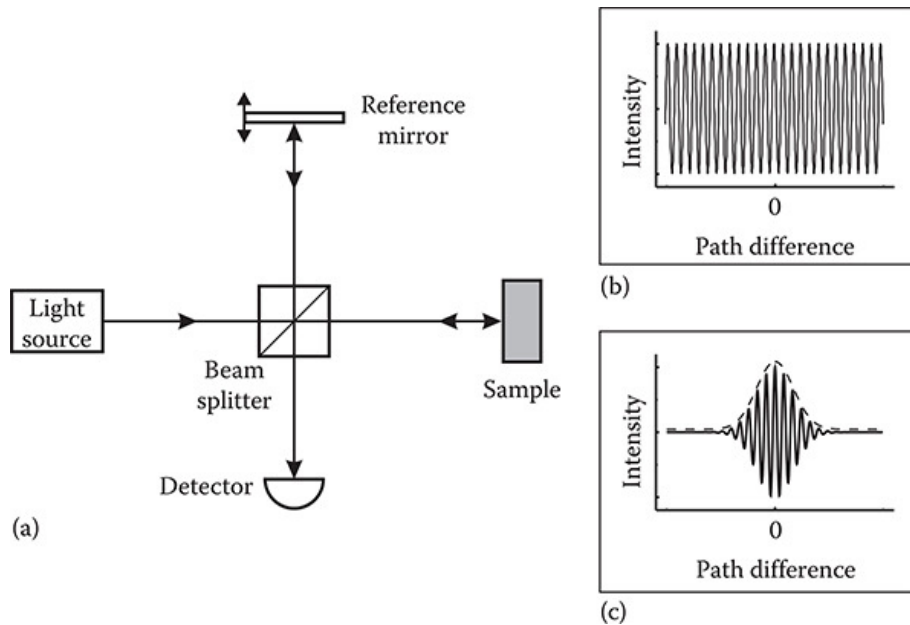 Reference
mirror
Light
source
Beam
splitter
Sample
Detector
(a)
Intensity
0
Path difference
(b)
Intensity
0
Path difference
(c)